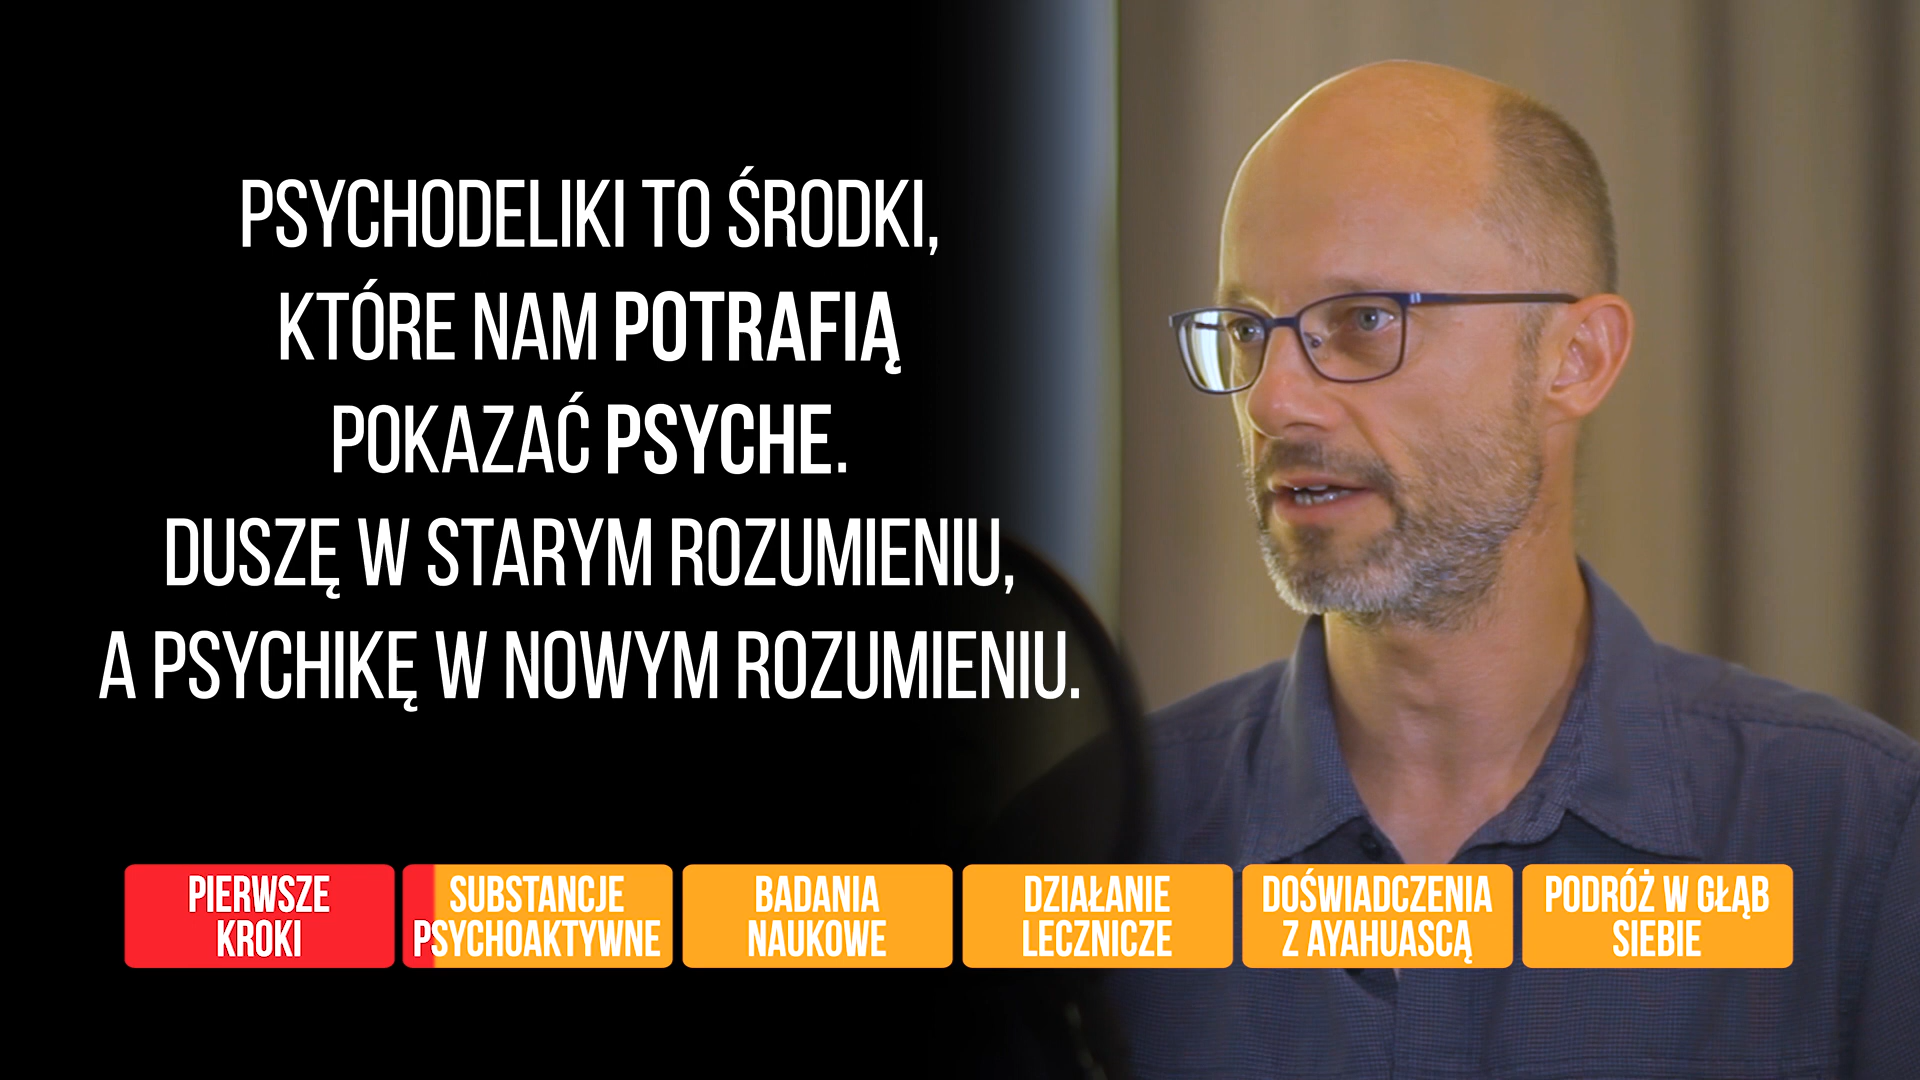 PSYCHODELIKI TO ŚRODKI,
KTÓRE NAM POTRAFIĄ
POKAZAĆ PSYCHE.
DUSZĘ W STARYM ROZUMIENIU,
A PSYCHIKĘ W NOWYM ROZUMIENIU.
PIERWSZE
KROKI
SUBSTANCJE
PSYCHOAKTYWNE
BADANIA
NAUKOWE
DZIAŁANIE
LECZNICZE
DOŚWIADCZENIA
Z AYAHUASCĄ
PODRÓŻ W GŁĄB
SIEBIE